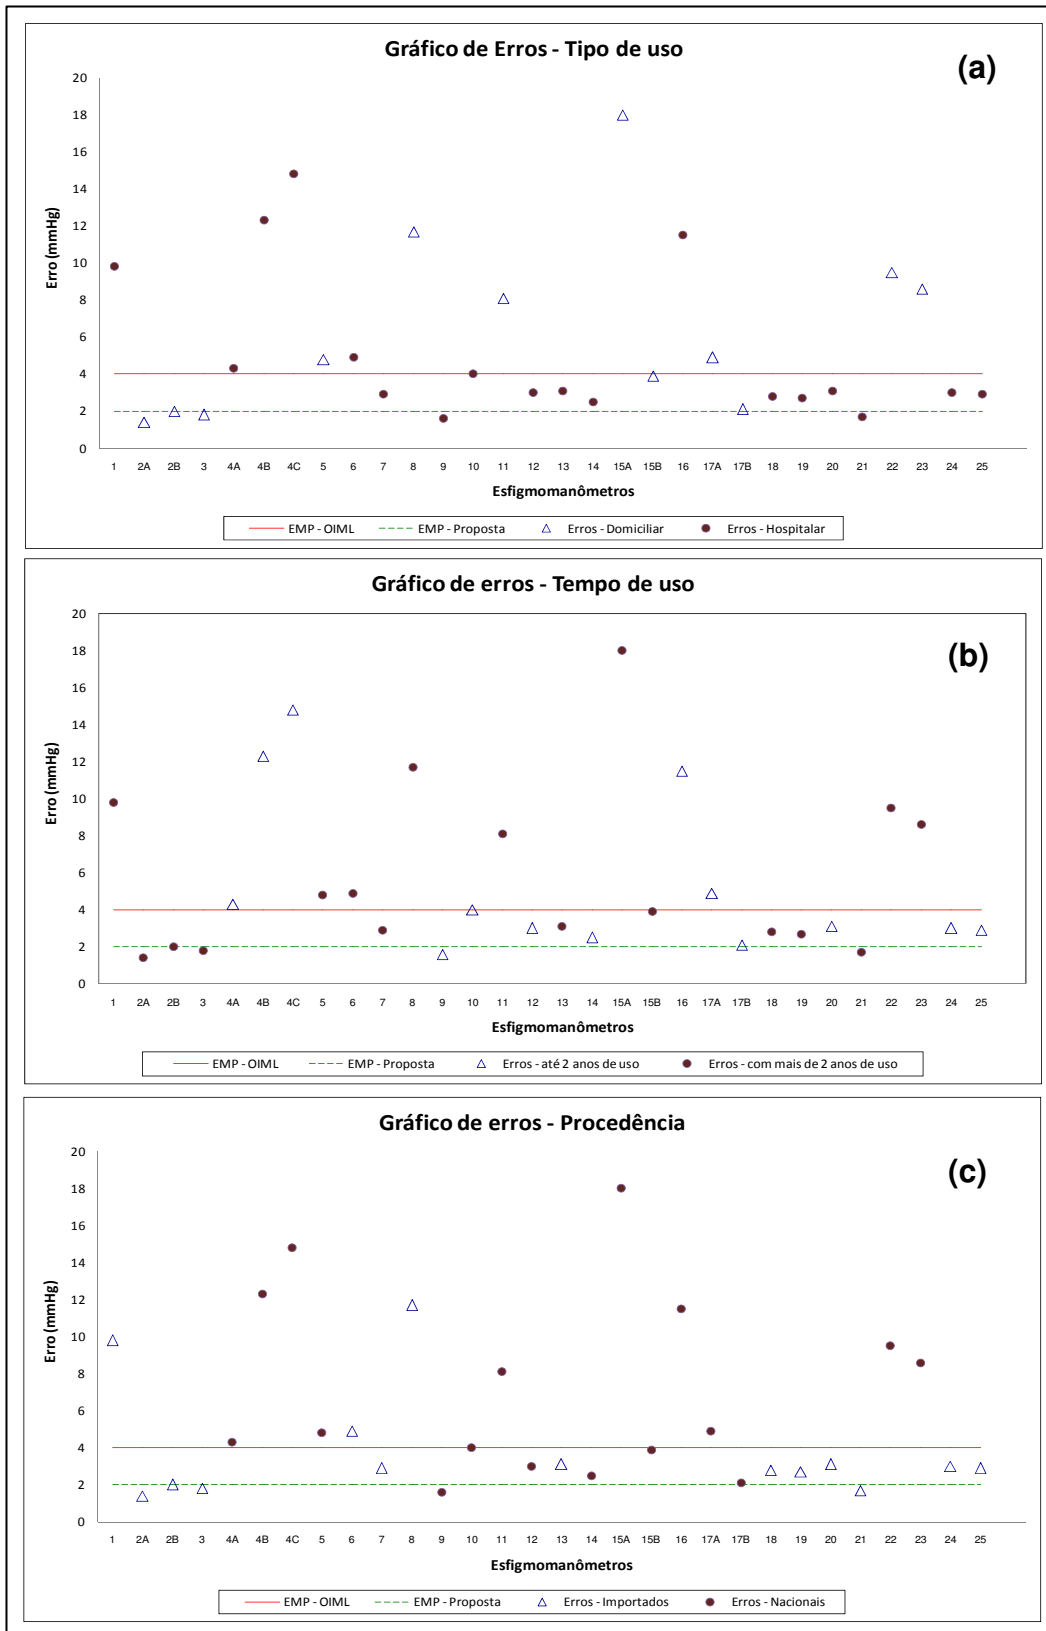 Gráfico de Erros - Tipo de uso
(a)
20
18
16
14
12
10
8
6
4
2
0
Erro (mmHg)
1 2A 2B 3 4A 4B 4C 5 6 7 8 9 10 11 12 13 14 15A 15B 16 17A 17B 18 19 20 21 22 23 24 25
Esfigmomanômetros
EMP - OIML EMP - Proposta Erros - Domiciliar Erros - Hospitalar
Gráfico de erros - Tempo de uso
(b)
20
18
16
14
12
10
8
6
4
2
0
Erro (mmHg)
1 2A 2B 3 4A 4B 4C 5 6 7 8 9 10 11 12 13 14 15A 15B 16 17A 17B 18 19 20 21 22 23 24 25
Esfigmomanômetros
EMP - OIML EMP - Proposta Erros - até 2 anos de uso Erros - com mais de 2 anos de uso
Gráfico de erros - Procedência
(c)
20
18
16
14
12
10
8
6
4
2
0
Erro (mmHg)
1 2A 2B 3 4A 4B 4C 5 6 7 8 9 10 11 12 13 14 15A 15B 16 17A 17B 18 19 20 21 22 23 24 25
Esfigmomanômetros
EMP - OIML EMP - Proposta Erros - Importados Erros - Nacionais